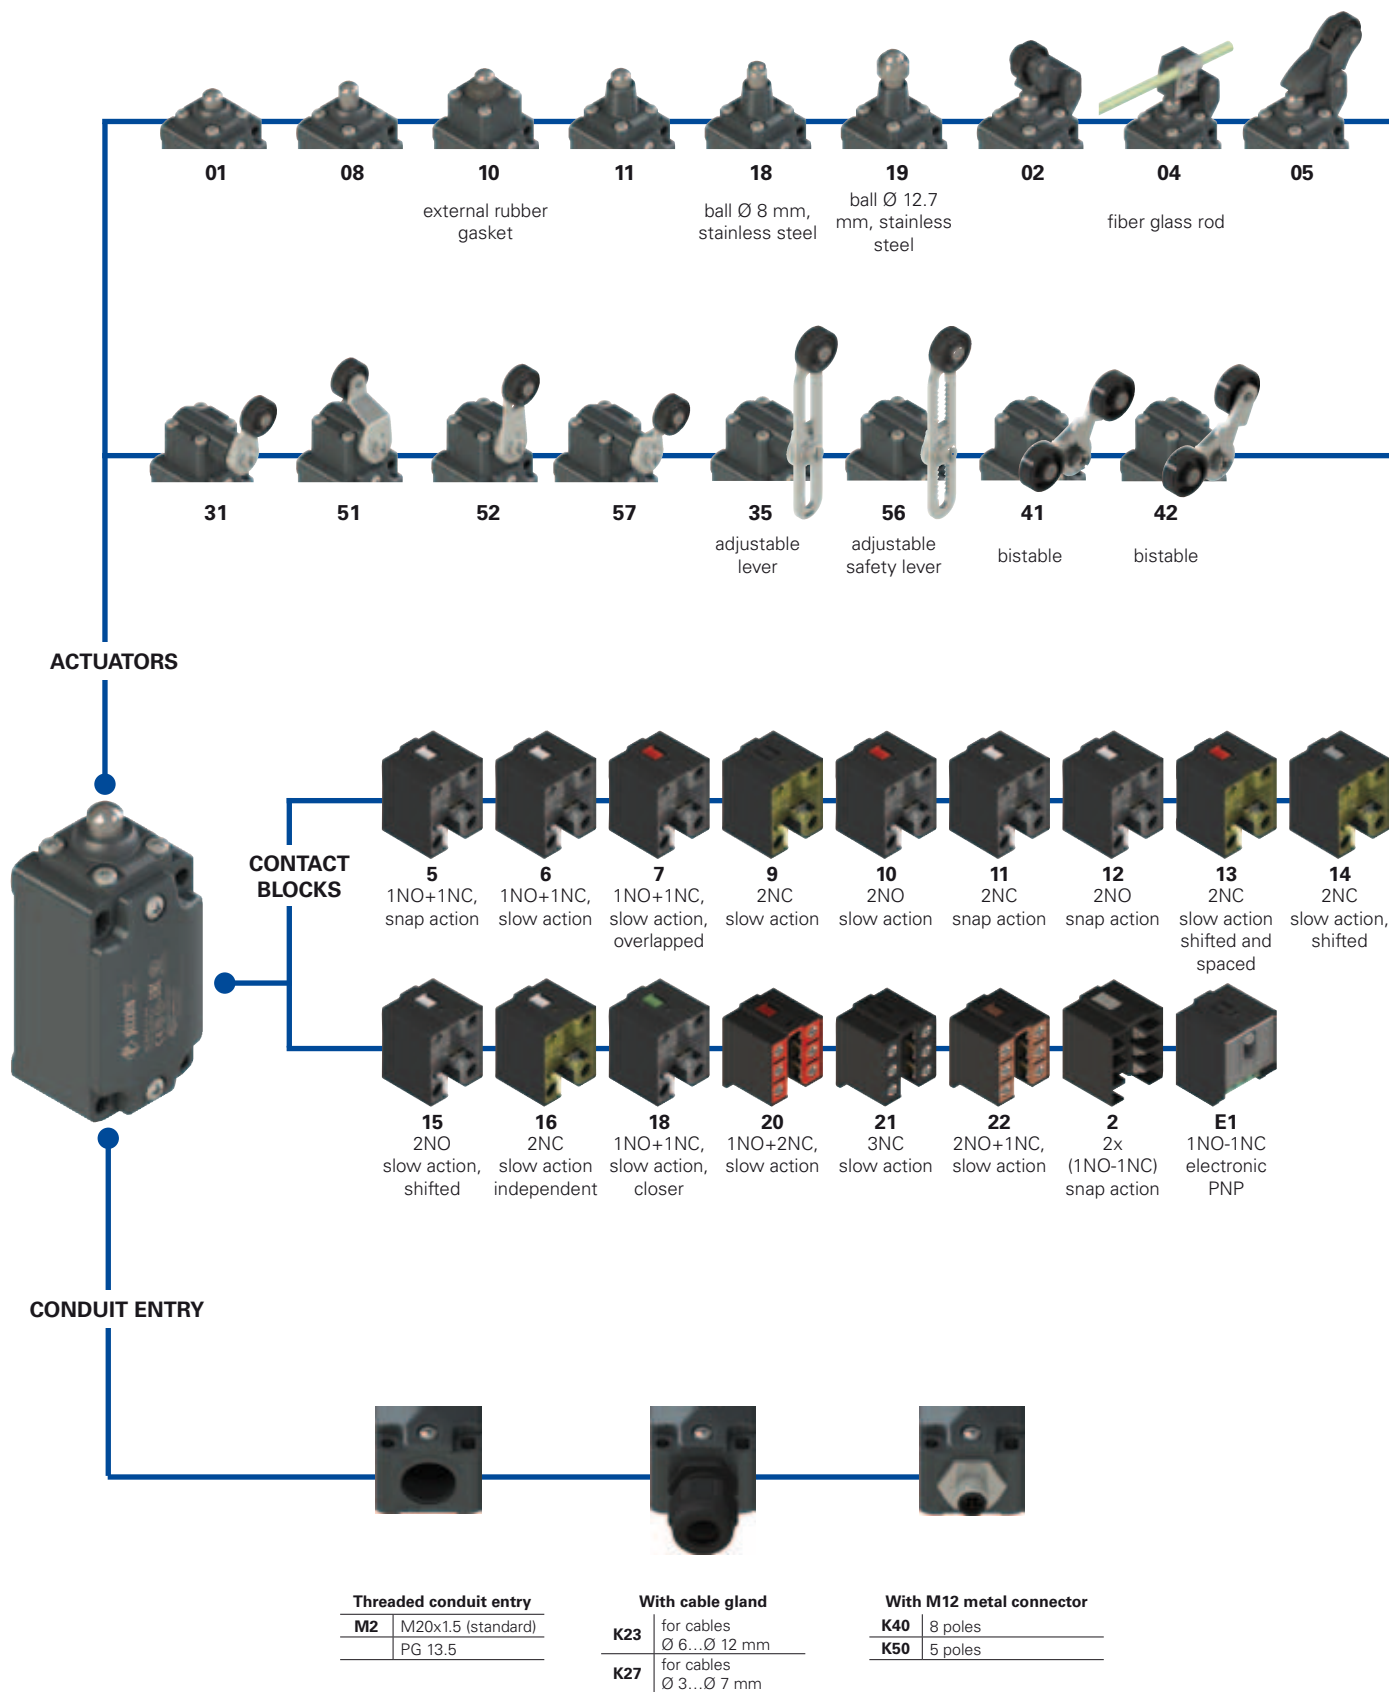 01
08
10
external rubber
gasket
11
18
ball Ø 8 mm,
stainless steel
19
ball Ø 12.7
mm, stainless
steel
02
04
fiber glass rod
05
31
51
52
57
35
adjustable
lever
56
adjustable
safety lever
41
bistable
42
bistable
ACTUATORS
CONTACT
BLOCKS
5
1NO+1NC,
snap action
6
1NO+1NC,
slow action
7
1NO+1NC,
slow action,
overlapped
9
2NC
slow action
10
2NO
slow action
11
2NC
snap action
12
2NO
snap action
13
2NC
slow action
shifted and
spaced
14
2NC
slow action,
shifted
15
2NO
slow action,
shifted
16
2NC
slow action
independent
18
1NO+1NC,
slow action,
closer
20
1NO+2NC,
slow action
21
3NC
slow action
22
2NO+1NC,
slow action
2
2x
(1NO-1NC)
snap action
E1
1NO-1NC
electronic
PNP
CONDUIT ENTRY
Threaded conduit entry
M2 M20x1.5 (standard)
PG 13.5
With cable gland
K23 for cables
Ø 6...Ø 12 mm
K27 for cables
Ø 3...Ø 7 mm
With M12 metal connector
K40 8 poles
K50 5 poles